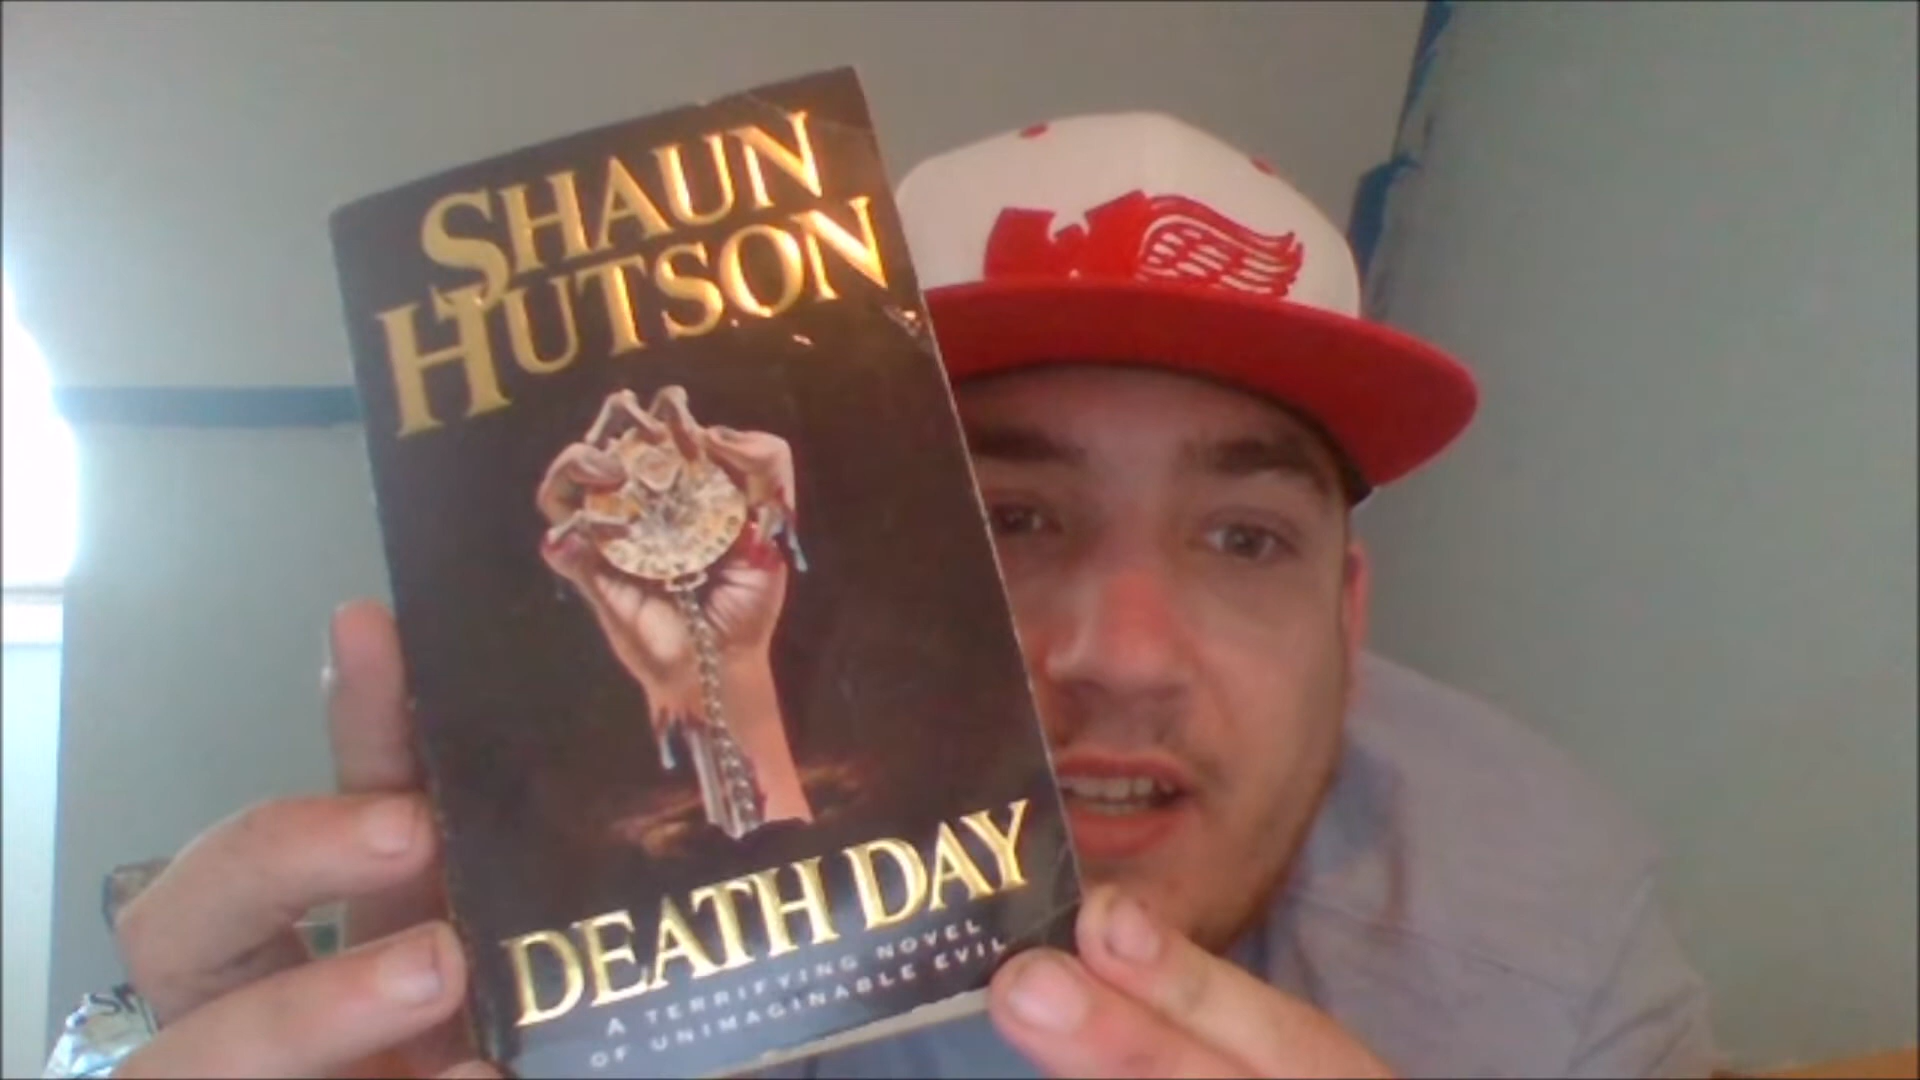 SHAUN
HUTSON
DEATH DAY
A TERRIFYING NOVEL
OF UNIMAGINABLE EVIL